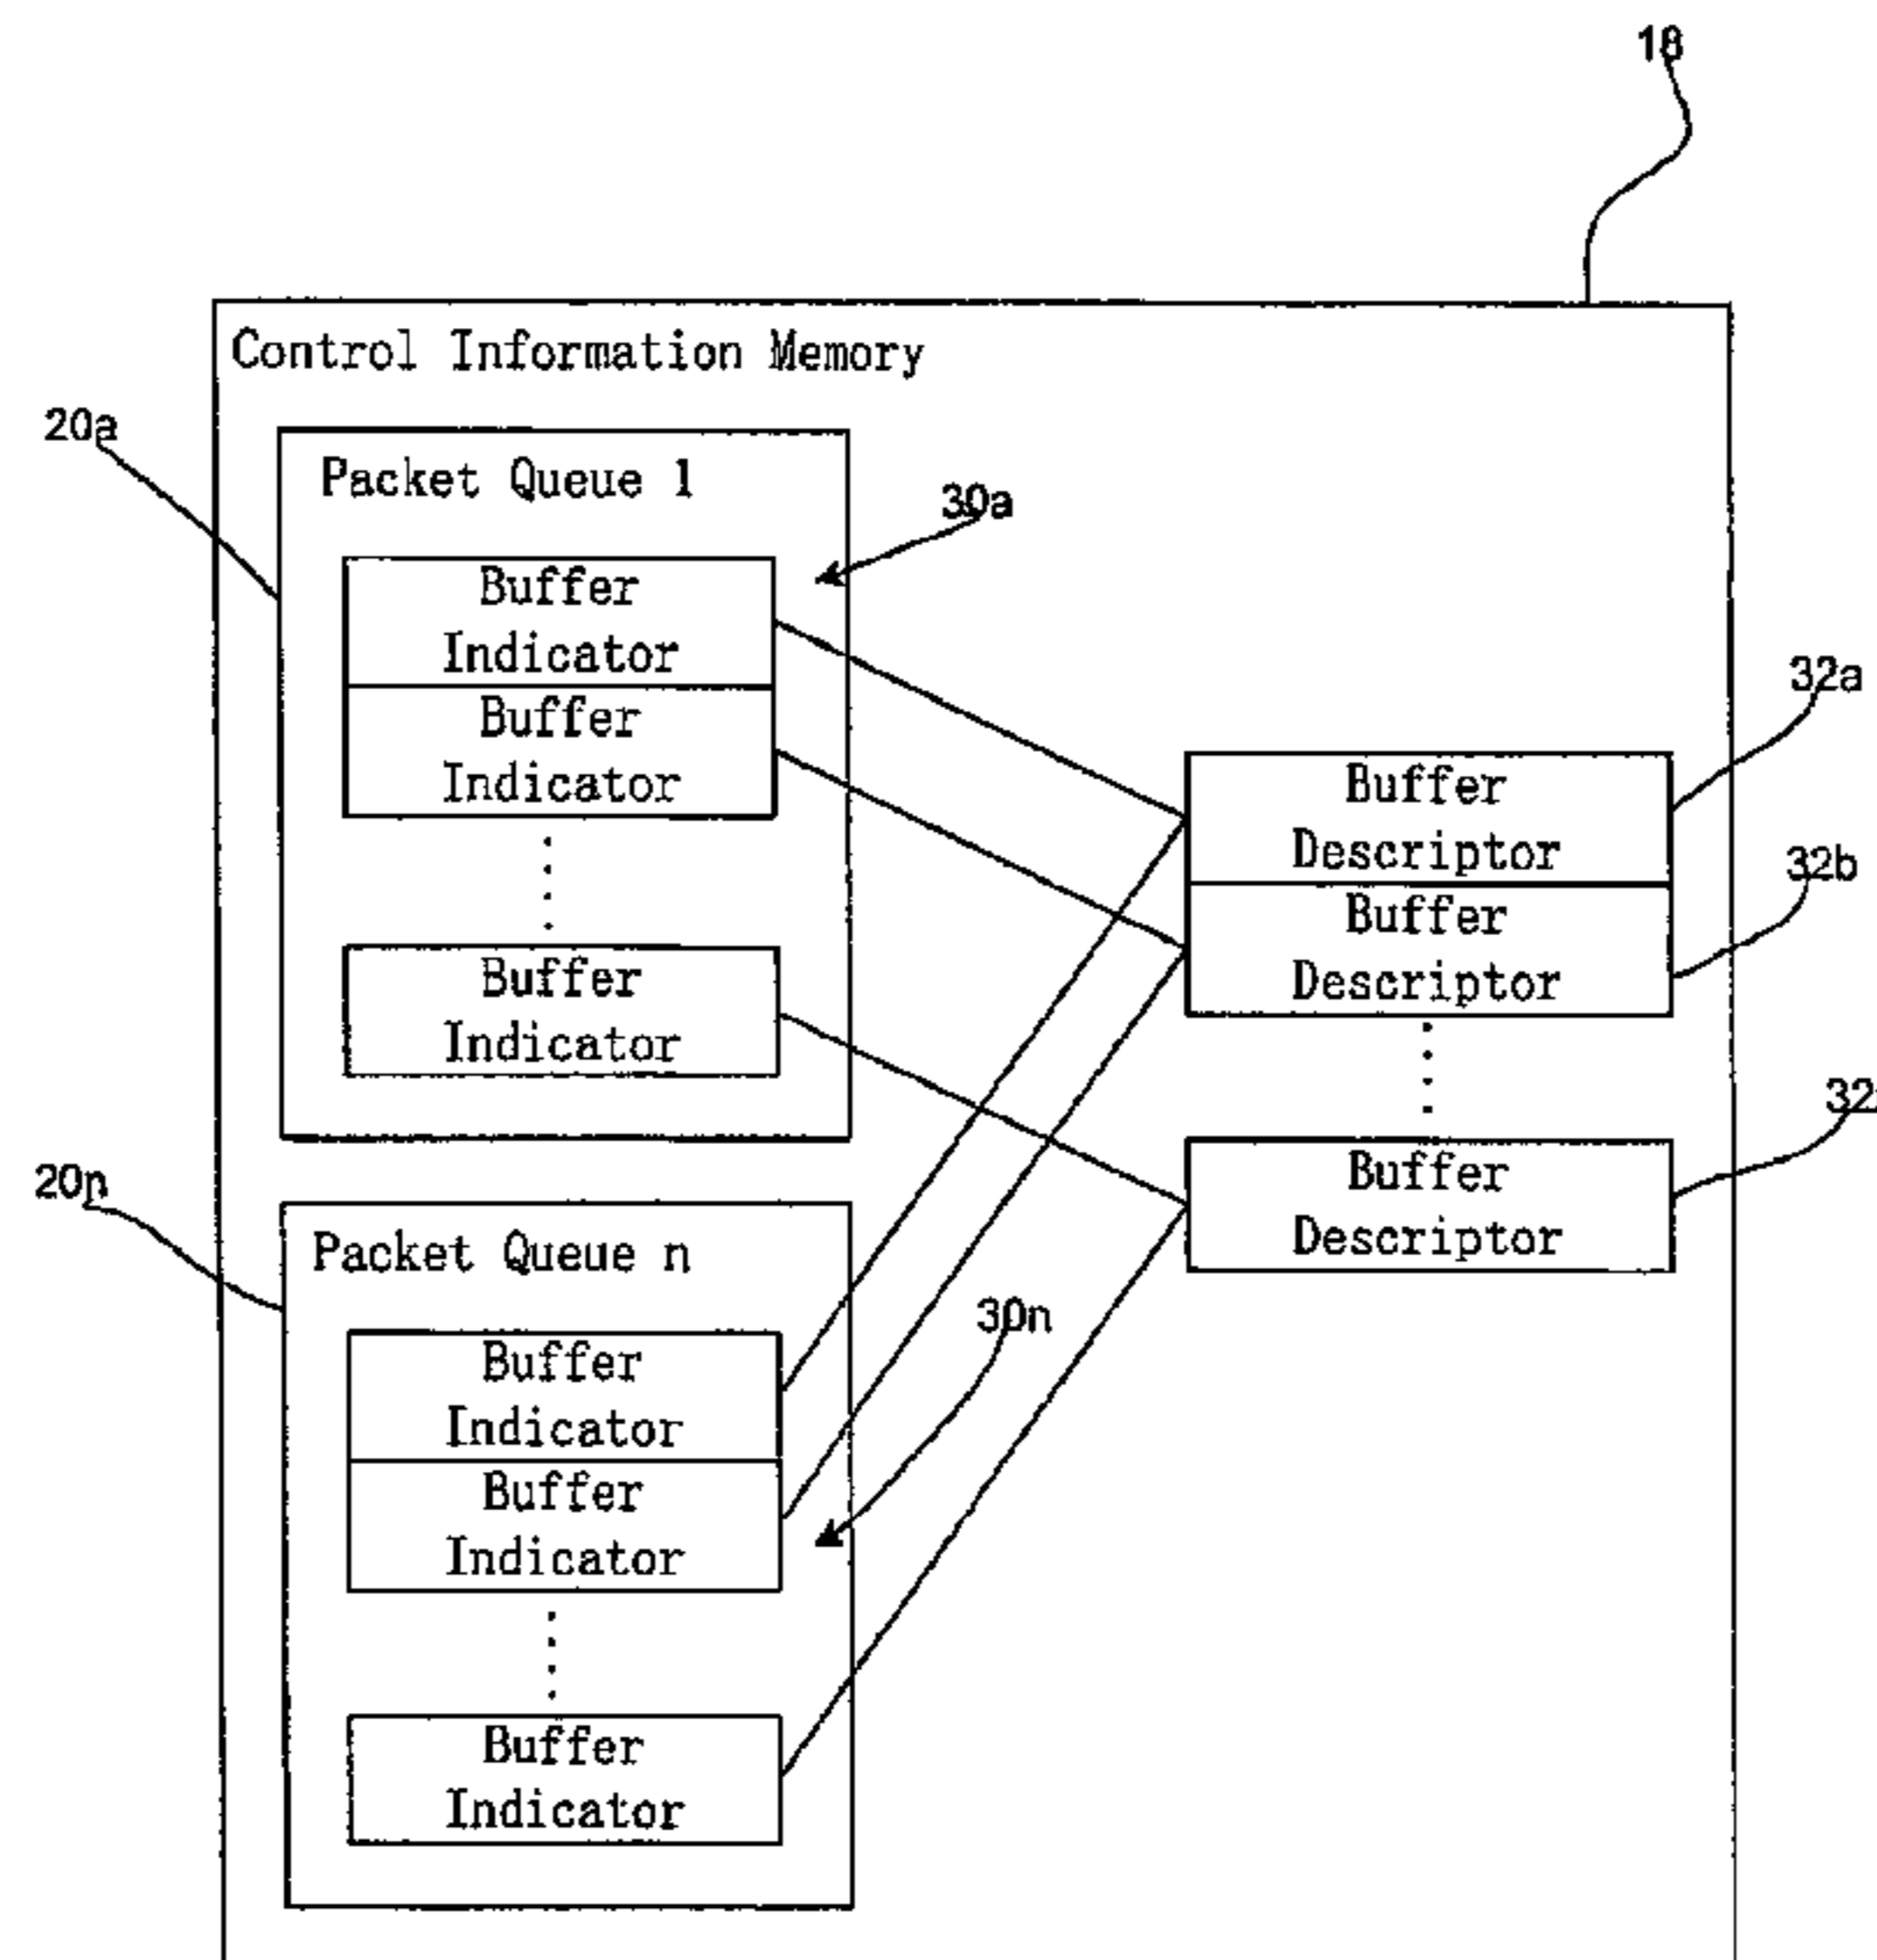 Control Information Memory
20a
Packet Queue 1
30a
Buffer
Indicator
Buffer
Indicator
32a
Buffer
Descriptor
32b
Buffer
Descriptor
Buffer
Indicator
Buffer
Descriptor
20n
Packet Queue n
30n
Buffer
Indicator
Buffer
Indicator
Buffer
Indicator